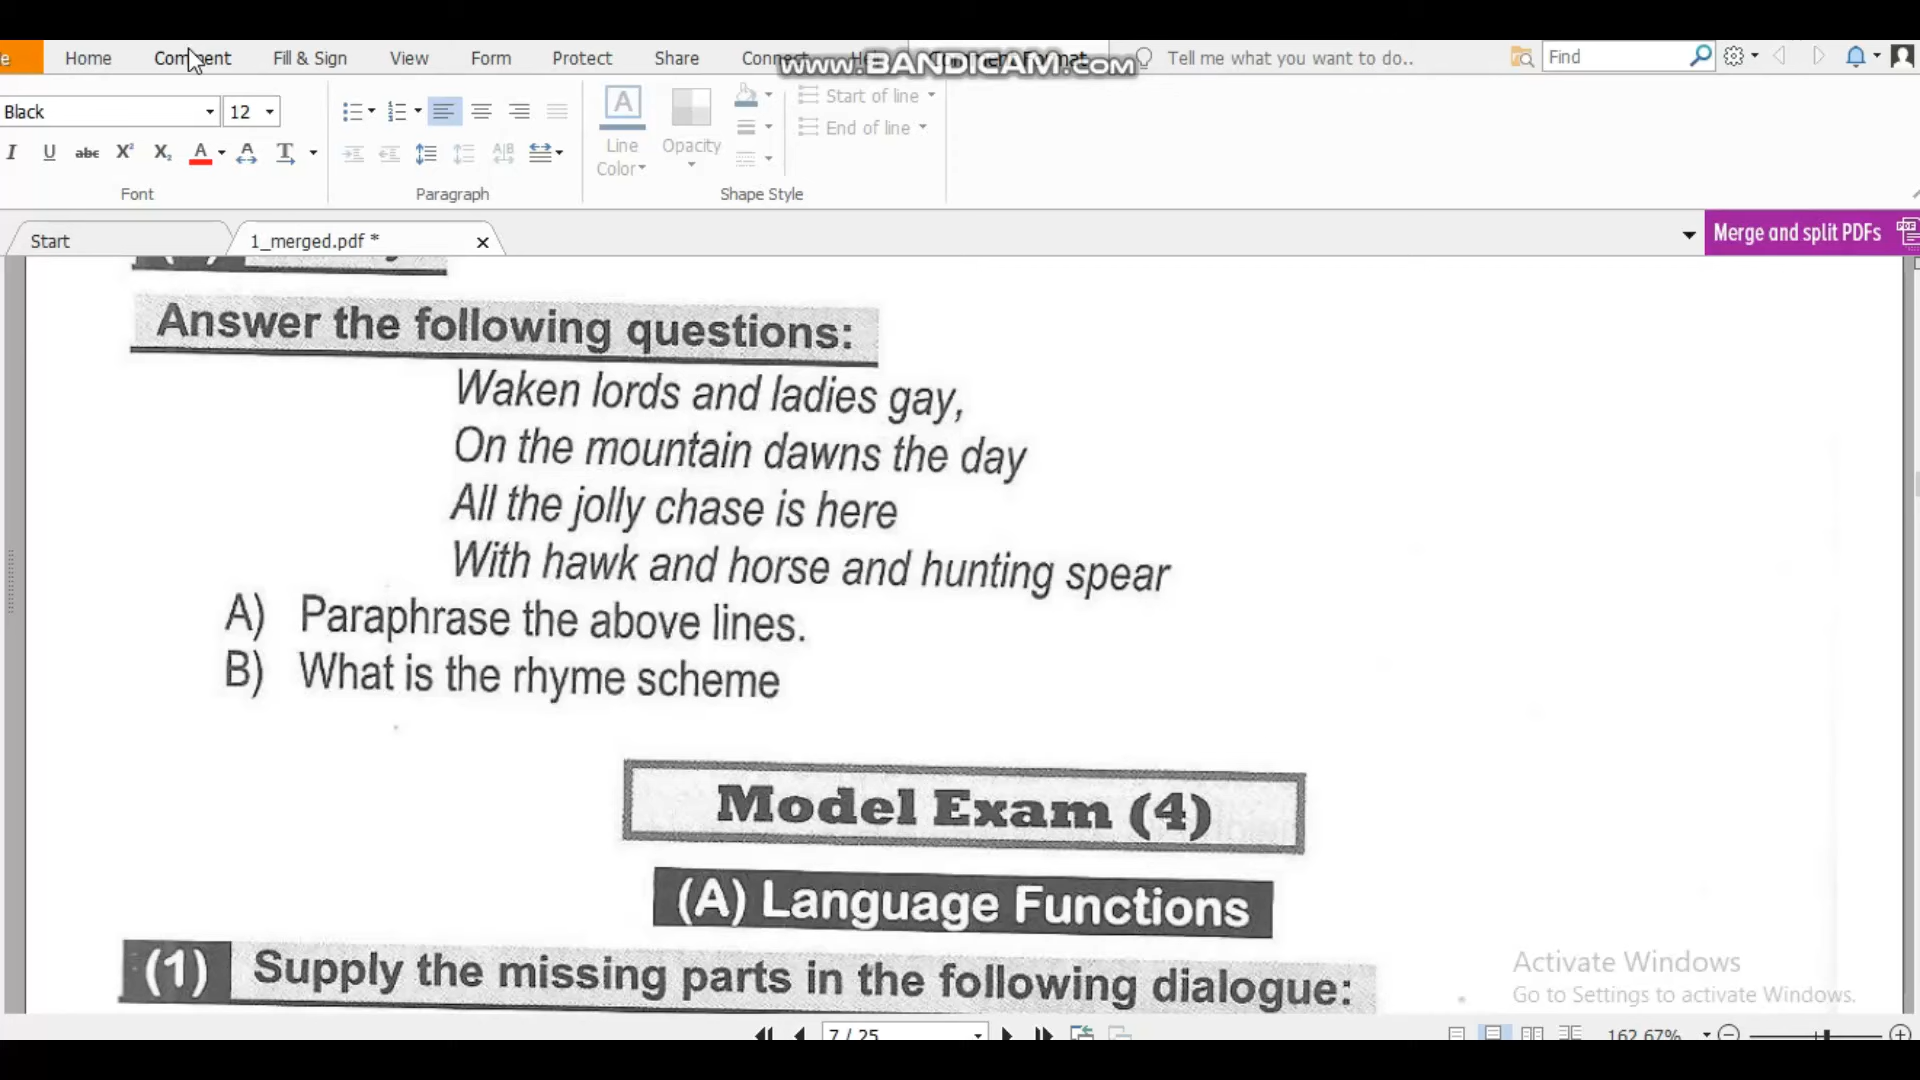 Home Comment Fill & Sign View Form Protect Share Connect Tell me what you want to do.. Find
www.BANDICAM.com
Black 12
Start of line
End of line
Line Color Opacity
Font Paragraph Shape Style
Start 1_merged.pdf * Merge and split PDFs
Answer the following questions:
Waken lords and ladies gay,
On the mountain dawns the day
All the jolly chase is here
With hawk and horse and hunting spear
A) Paraphrase the above lines.
B) What is the rhyme scheme
Model Exam (4)
(A) Language Functions
(1) Supply the missing parts in the following dialogue:
Activate Windows
Go to Settings to activate Windows.
7 / 25 162.67%